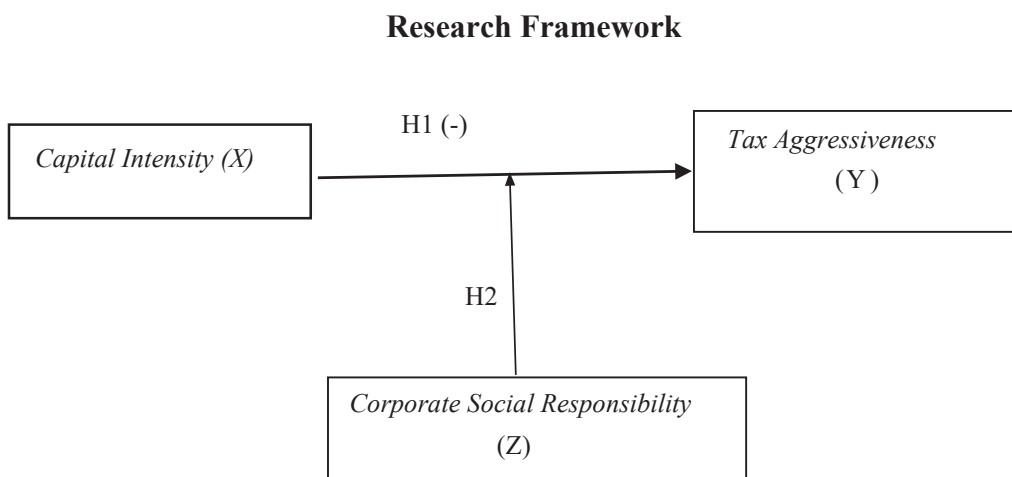 Research Framework
H1 (-)
Capital Intensity (X)
Tax Aggressiveness
(Y )
H2
Corporate Social Responsibility
(Z)